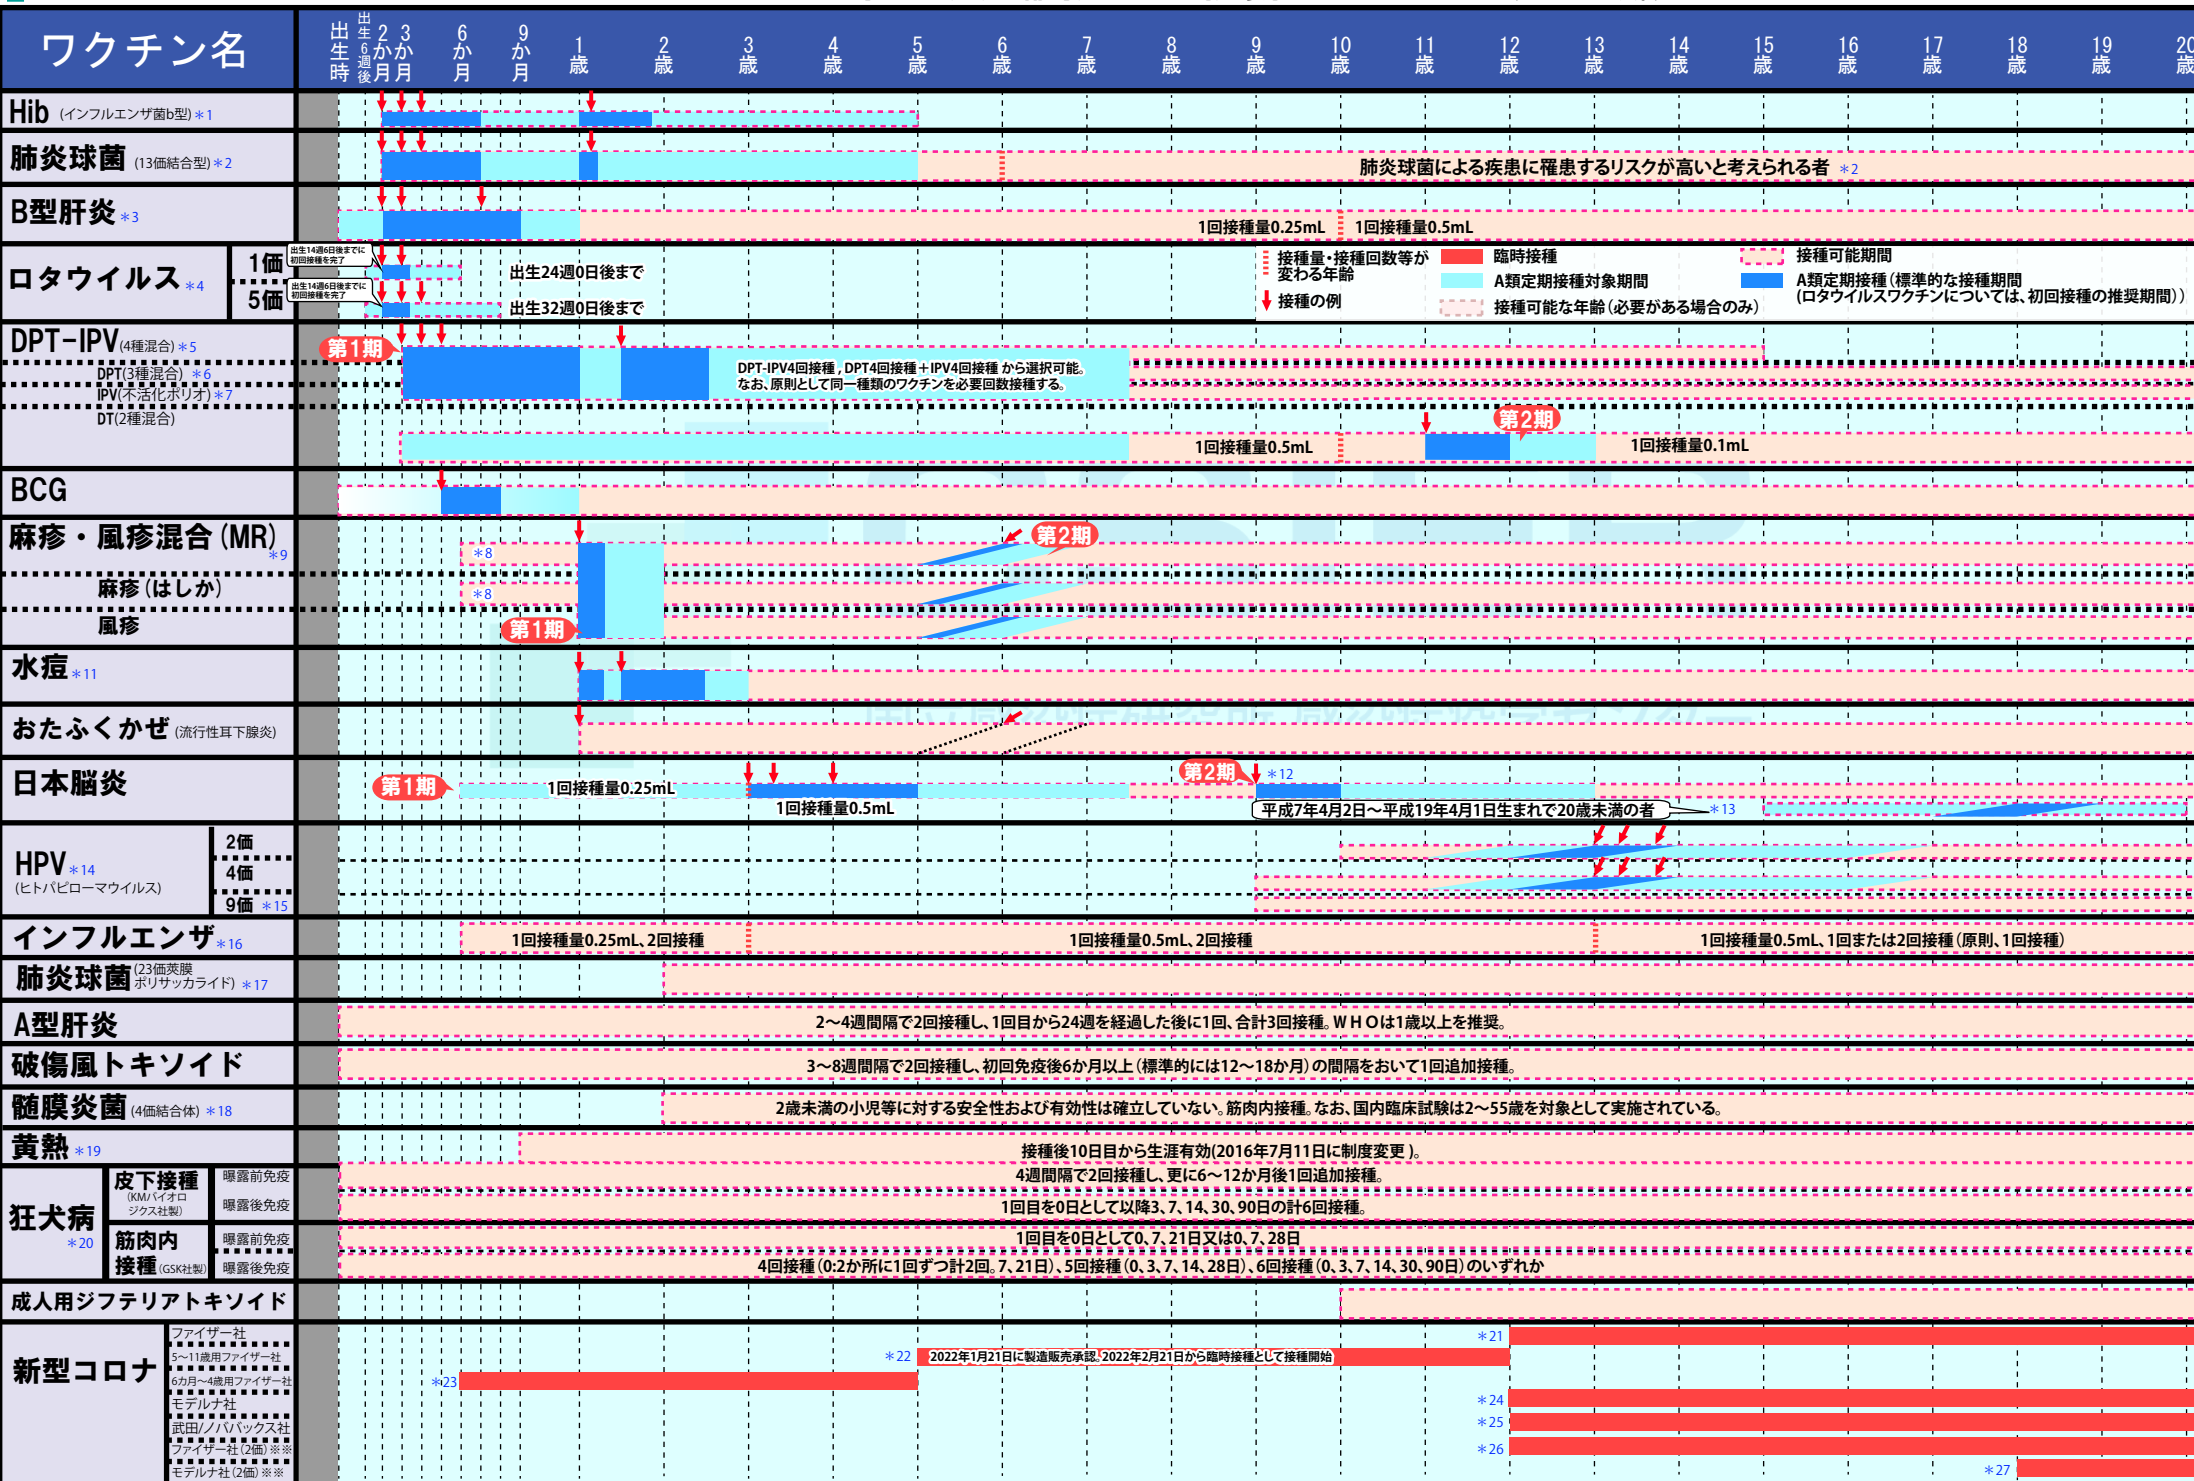 ワクチン名
出生時
出生6週後
2か月
3か月
6か月
9か月
1歳
2歳
3歳
4歳
5歳
6歳
7歳
8歳
9歳
10歳
11歳
12歳
13歳
14歳
15歳
16歳
17歳
18歳
19歳
20歳
Hib (インフルエンザ菌b型)*1
肺炎球菌 (13価結合型)*2
肺炎球菌による疾患に罹患するリスクが高いと考えられる者 *2
B型肝炎*3
1回接種量0.25mL
1回接種量0.5mL
ロタウイルス*4
1価
出生14週6日後までに
初回接種を完了
出生24週0日後まで
5価
出生14週6日後までに
初回接種を完了
出生32週0日後まで
接種量・接種回数等が
変わる年齢
接種の例
臨時接種
A類定期接種対象期間
接種可能な年齢(必要がある場合のみ)
接種可能期間
A類定期接種(標準的な接種期間
(ロタウイルスワクチンについては、初回接種の推奨期間))
DPT-IPV(4種混合)*5
第1期
DPT(3種混合) *6
IPV(不活化ポリオ)*7
DPT-IPV4回接種,DPT4回接種+IPV4回接種 から選択可能。
なお、原則として同一種類のワクチンを必要回数接種する。
DT(2種混合)
1回接種量0.5mL
第2期
1回接種量0.1mL
BCG
麻疹・風疹混合(MR)*9
*8
第2期
麻疹(はしか)
*8
風疹
第1期
水痘*11
おたふくかぜ(流行性耳下腺炎)
日本脳炎
第1期
1回接種量0.25mL
1回接種量0.5mL
第2期
*12
平成7年4月2日〜平成19年4月1日生まれで20歳未満の者
*13
HPV*14
(ヒトパピローマウイルス)
2価
4価
9価 *15
インフルエンザ*16
1回接種量0.25mL、2回接種
1回接種量0.5mL、2回接種
1回接種量0.5mL、1回または2回接種(原則、1回接種)
肺炎球菌(23価莢膜
ポリサッカライド) *17
A型肝炎
2〜4週間隔で2回接種し、1回目から24週を経過した後に1回、合計3回接種。WHOは1歳以上を推奨。
破傷風トキソイド
3〜8週間隔で2回接種し、初回免疫後6か月以上(標準的には12〜18か月)の間隔をおいて1回追加接種。
髄膜炎菌(4価結合体) *18
2歳未満の小児等に対する安全性および有効性は確立していない。筋肉内接種。なお、国内臨床試験は2〜55歳を対象として実施されている。
黄熱*19
接種後10日目から生涯有効(2016年7月11日に制度変更)。
狂犬病
*20
皮下接種
(KMバイオロ
ジクス社製)
曝露前免疫
4週間隔で2回接種し、更に6〜12か月後1回追加接種。
曝露後免疫
1回目を0日として以降3、7、14、30、90日の計6回接種。
筋肉内
接種(GSK社製)
曝露前免疫
1回目を0日として0、7、21日又は0、7、28日
曝露後免疫
4回接種(0:2か所に1回ずつ計2回。7、21日)、5回接種(0、3、7、14、28日)、6回接種(0、3、7、14、30、90日)のいずれか
成人用ジフテリアトキソイド
新型コロナ
ファイザー社
*21
5〜11歳用ファイザー社
*22
2022年1月21日に製造販売承認。2022年2月21日から臨時接種として接種開始
6カ月〜4歳用ファイザー社
*23
モデルナ社
*24
武田/ノババックス社
*25
ファイザー社(2価)※※
*26
モデルナ社(2価)※※
*27